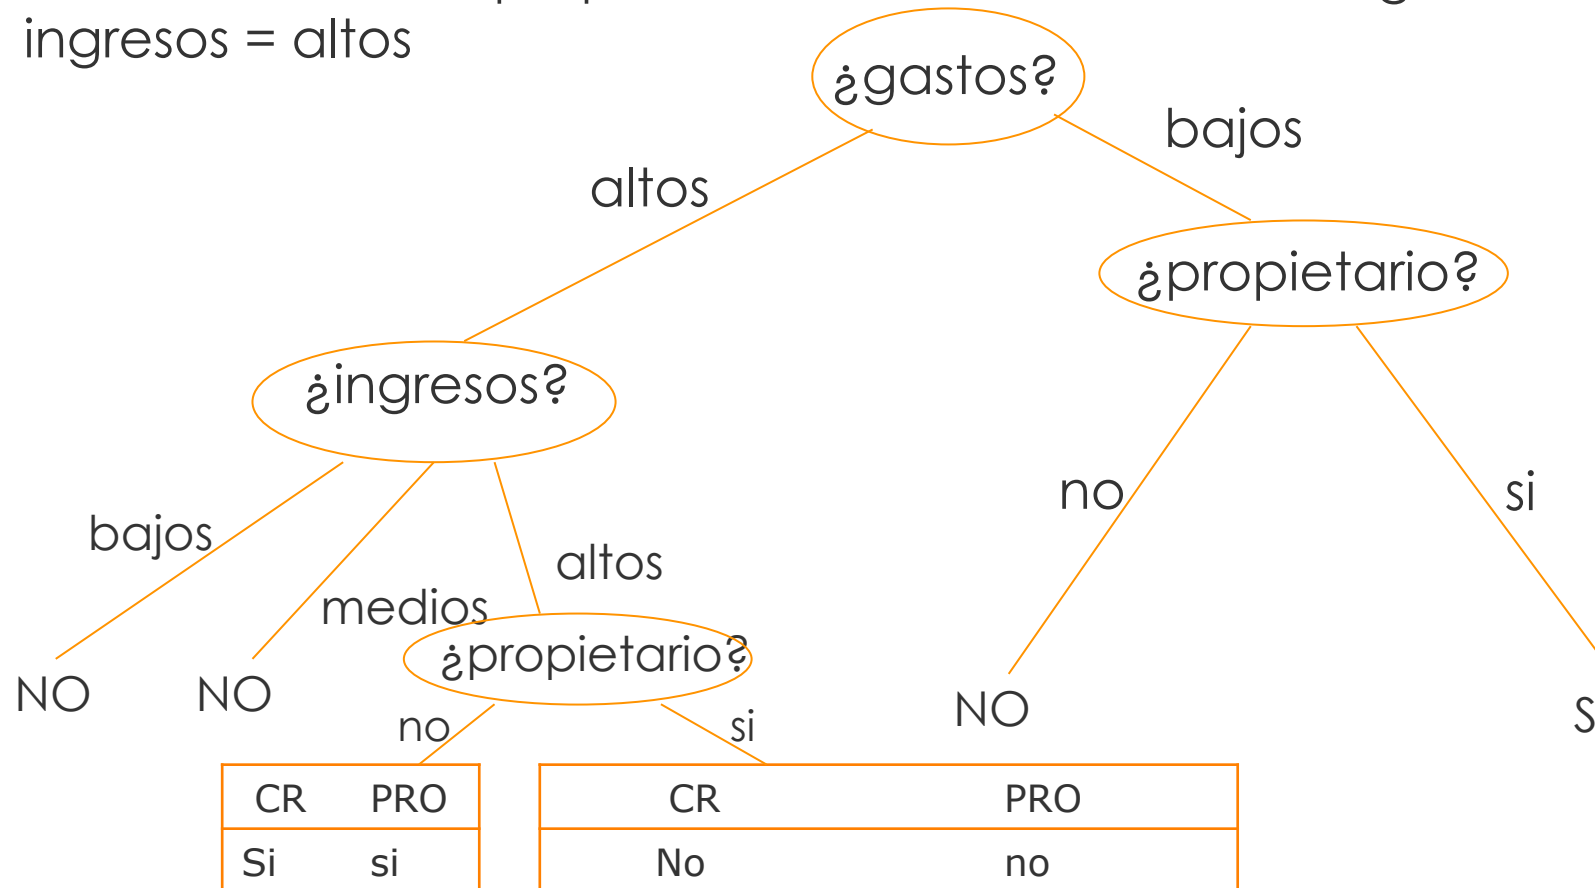 ingresos = altos
¿gastos?
altos
bajos
¿propietario?
¿ingresos?
no
si
bajos
medios
altos
¿propietario?
NO
NO
NO
no
si
CR PRO
Si si
CR PRO
No no